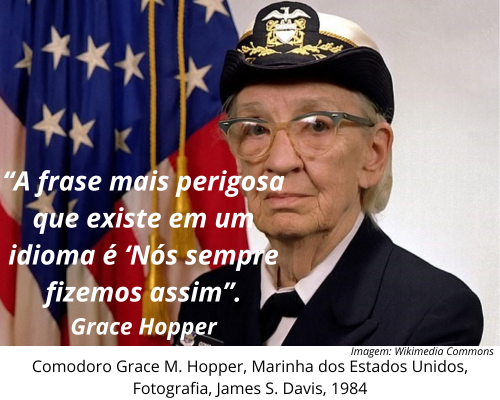 “A frase mais perigosa
que existe em um
idioma é ‘Nós sempre
fizemos assim”.
Grace Hopper
Imagem: Wikimedia Commons
Comodoro Grace M. Hopper, Marinha dos Estados Unidos,
Fotografia, James S. Davis, 1984